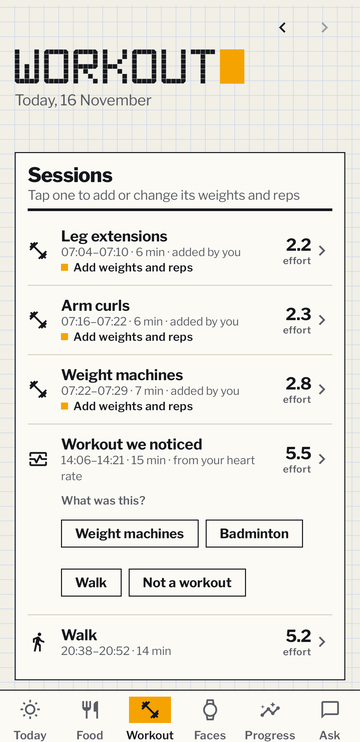 WORKOUT
Today, 16 November
Sessions
Tap one to add or change its weights and reps
Leg extensions
07:04–07:10 · 6 min · added by you
Add weights and reps
2.2
effort
Arm curls
07:16–07:22 · 6 min · added by you
Add weights and reps
2.3
effort
Weight machines
07:22–07:29 · 7 min · added by you
Add weights and reps
2.8
effort
Workout we noticed
14:06–14:21 · 15 min · from your heart
rate
5.5
effort
What was this?
Weight machines
Badminton
Walk
Not a workout
Walk
20:38–20:52 · 14 min
5.2
effort
Today
Food
Workout
Faces
Progress
Ask